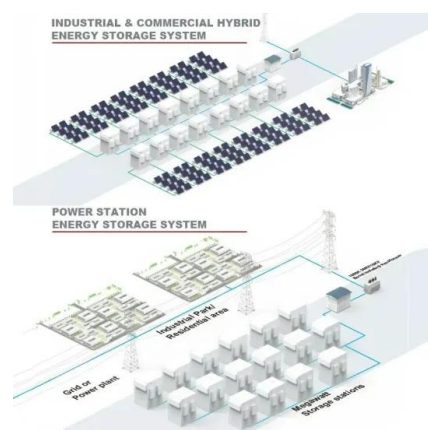 INDUSTRIAL & COMMERCIAL HYBRID
ENERGY STORAGE SYSTEM
POWER STATION
ENERGY STORAGE SYSTEM
Industrial Park/
Residential area
Grid or
Power plant
Megawatt
Storage stations